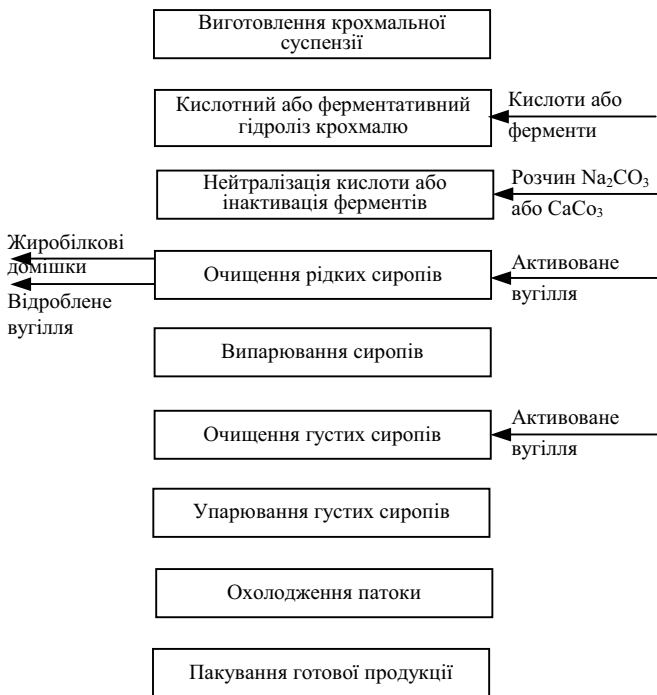 Виготовлення крохмальної
суспензії
Кислотний або ферментативний
гідроліз крохмалю
Кислоти або
ферменти
Нейтралізація кислоти або
інактивація ферментів
Розчин Na₂CO₃
або CaCo₃
Жиробілкові
домішки
Відроблене
вугілля
Очищення рідких сиропів
Активоване
вугілля
Випарювання сиропів
Очищення густих сиропів
Активоване
вугілля
Упарювання густих сиропів
Охолодження патоки
Пакування готової продукції